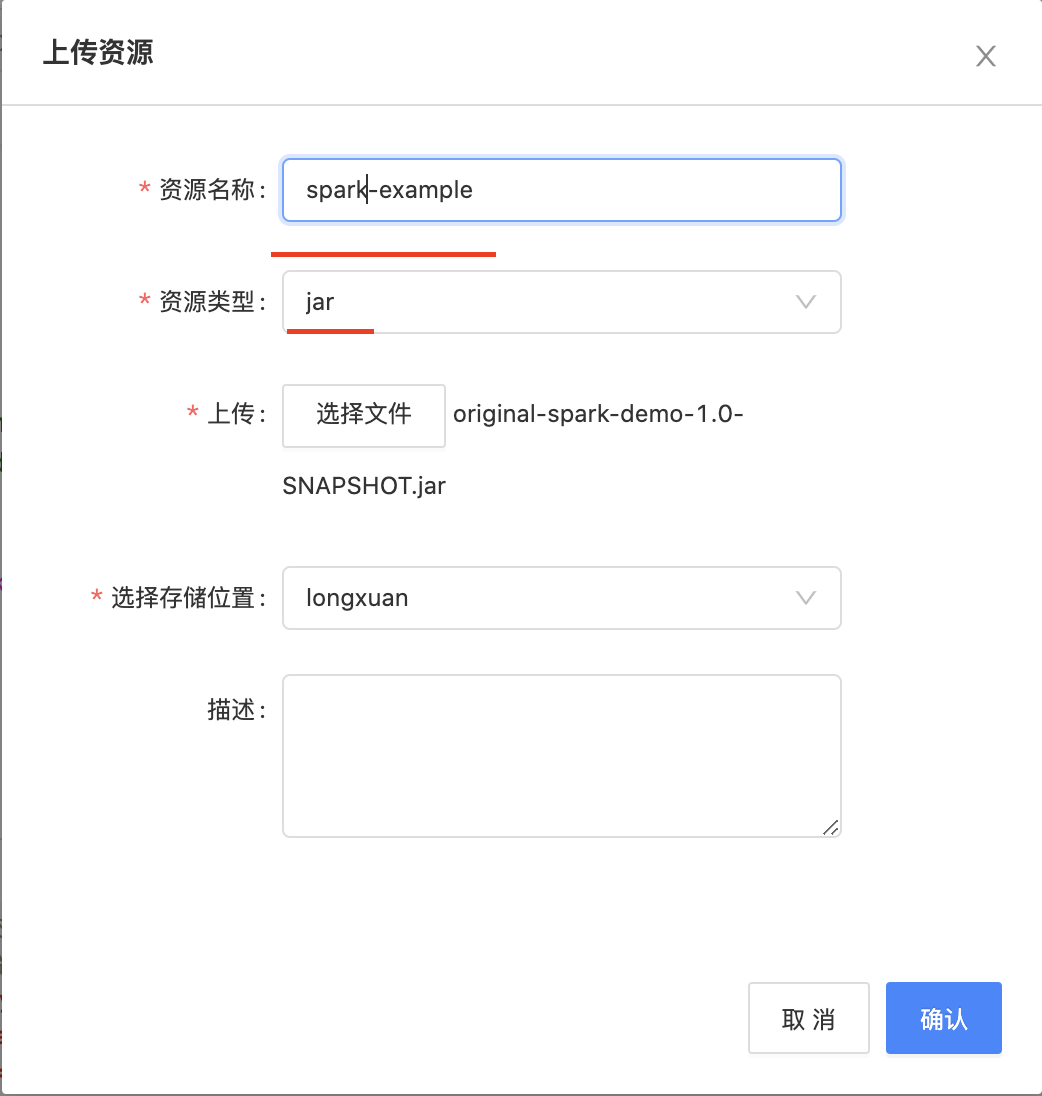 上传资源
* 资源名称: spark-example
* 资源类型: jar
* 上传: 选择文件 original-spark-demo-1.0-
SNAPSHOT.jar
* 选择存储位置: longxuan
描述:
取 消 确认